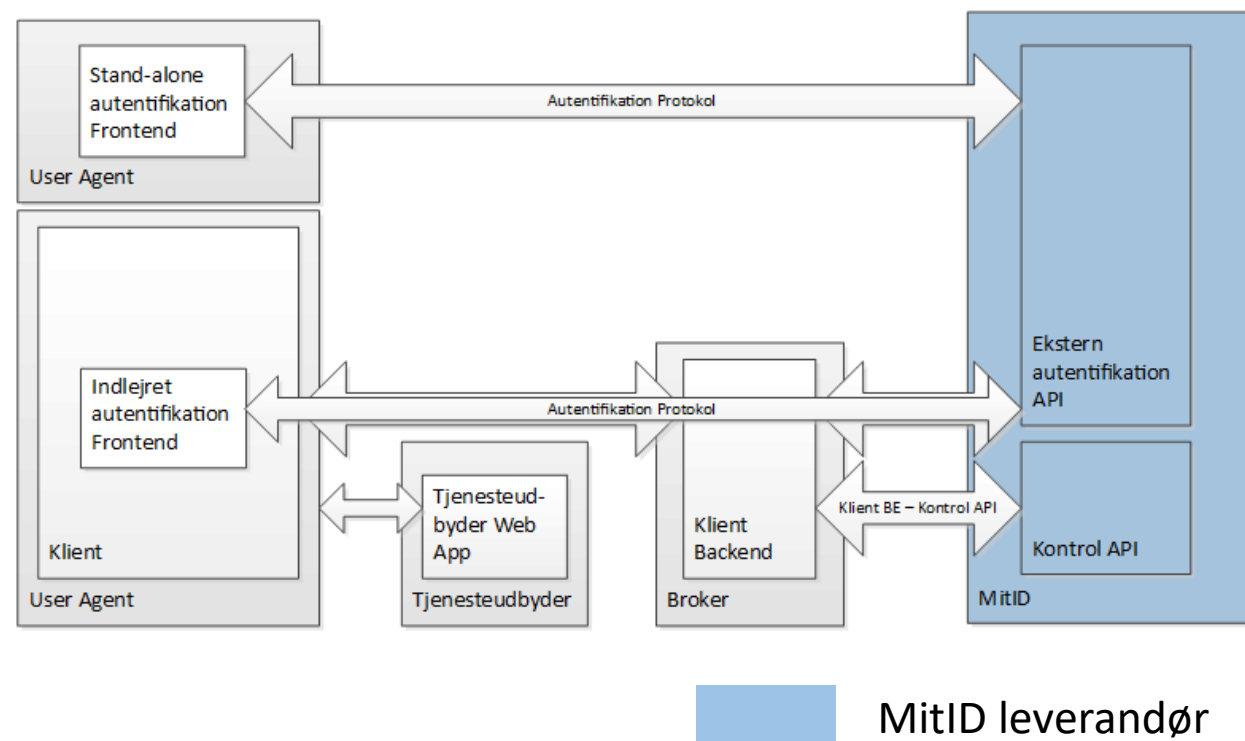 Stand-alone
autentifikation
Frontend
User Agent
Autentifikation Protokol
Ekstern
autentifikation
API
Indlejret
autentifikation
Frontend
Autentifikation Protokol
Klient
User Agent
Tjenesteud-
byder Web
App
Tjenesteudbyder
Klient
Backend
Broker
Klient BE – Kontrol API
Kontrol API
MitID
MitID leverandør